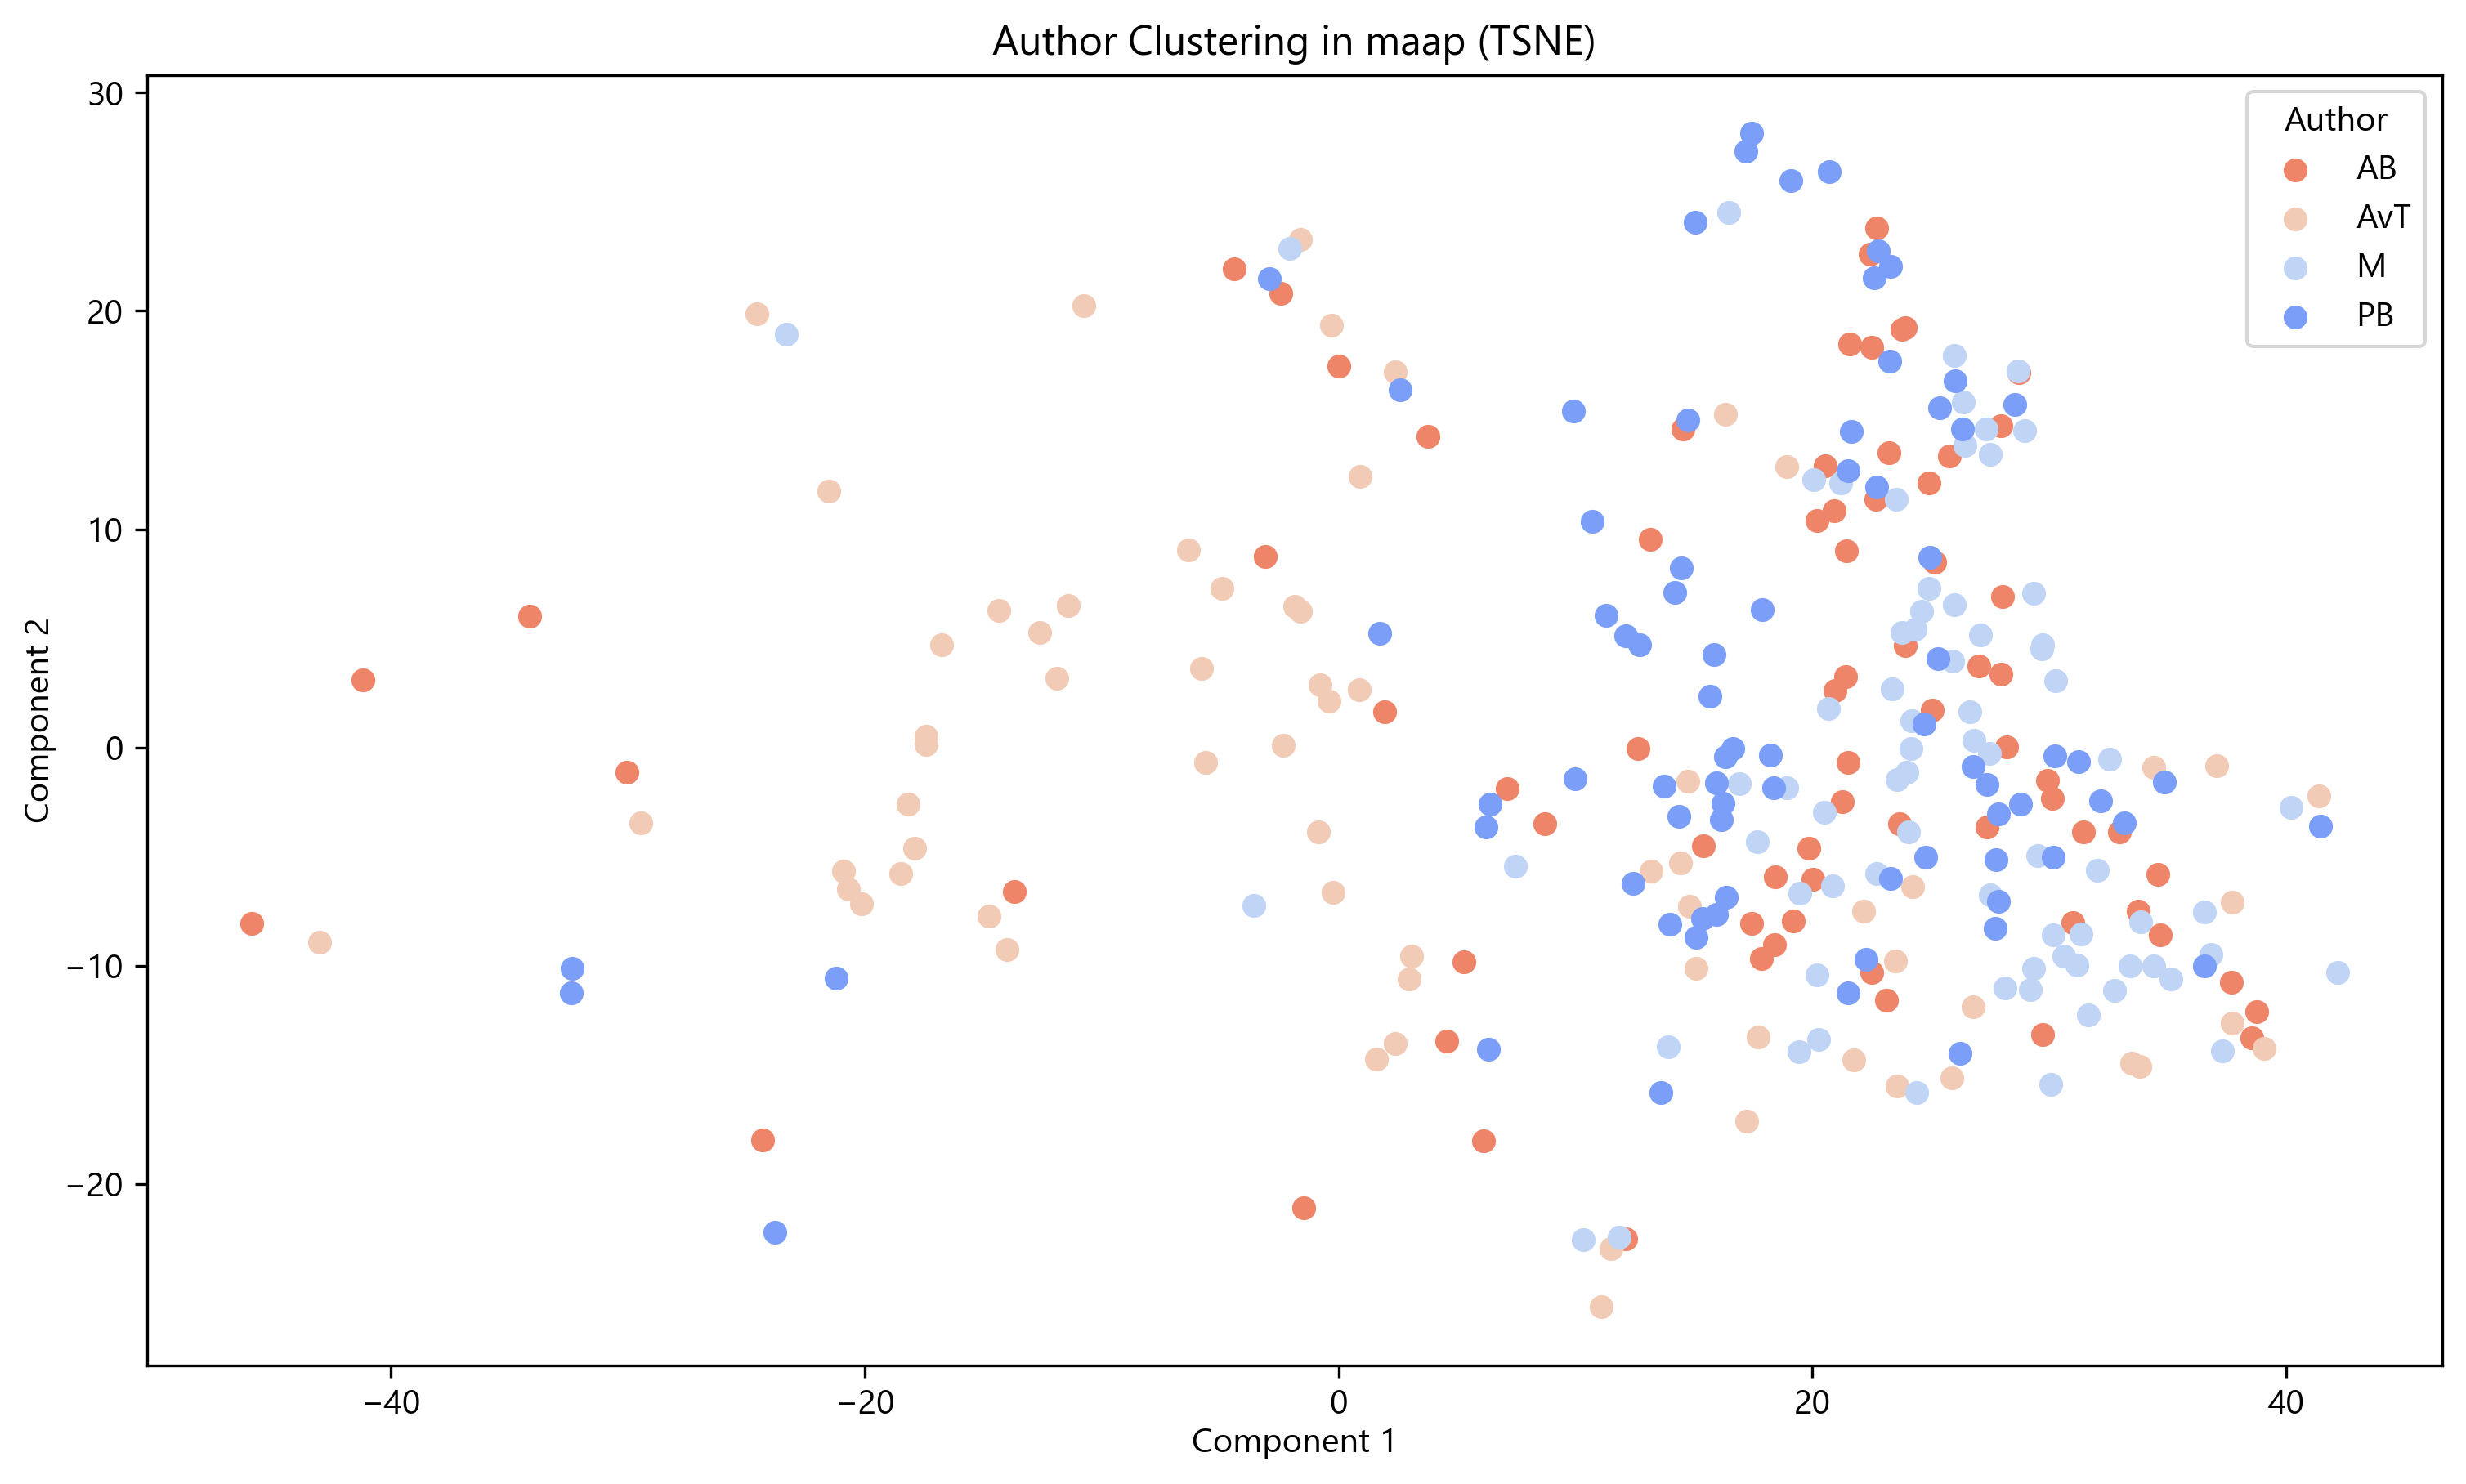 Author Clustering in maap (TSNE)
Author
AB
AvT
M
PB
Component 2
30
20
10
0
−10
−20
−40
−20
0
20
40
Component 1